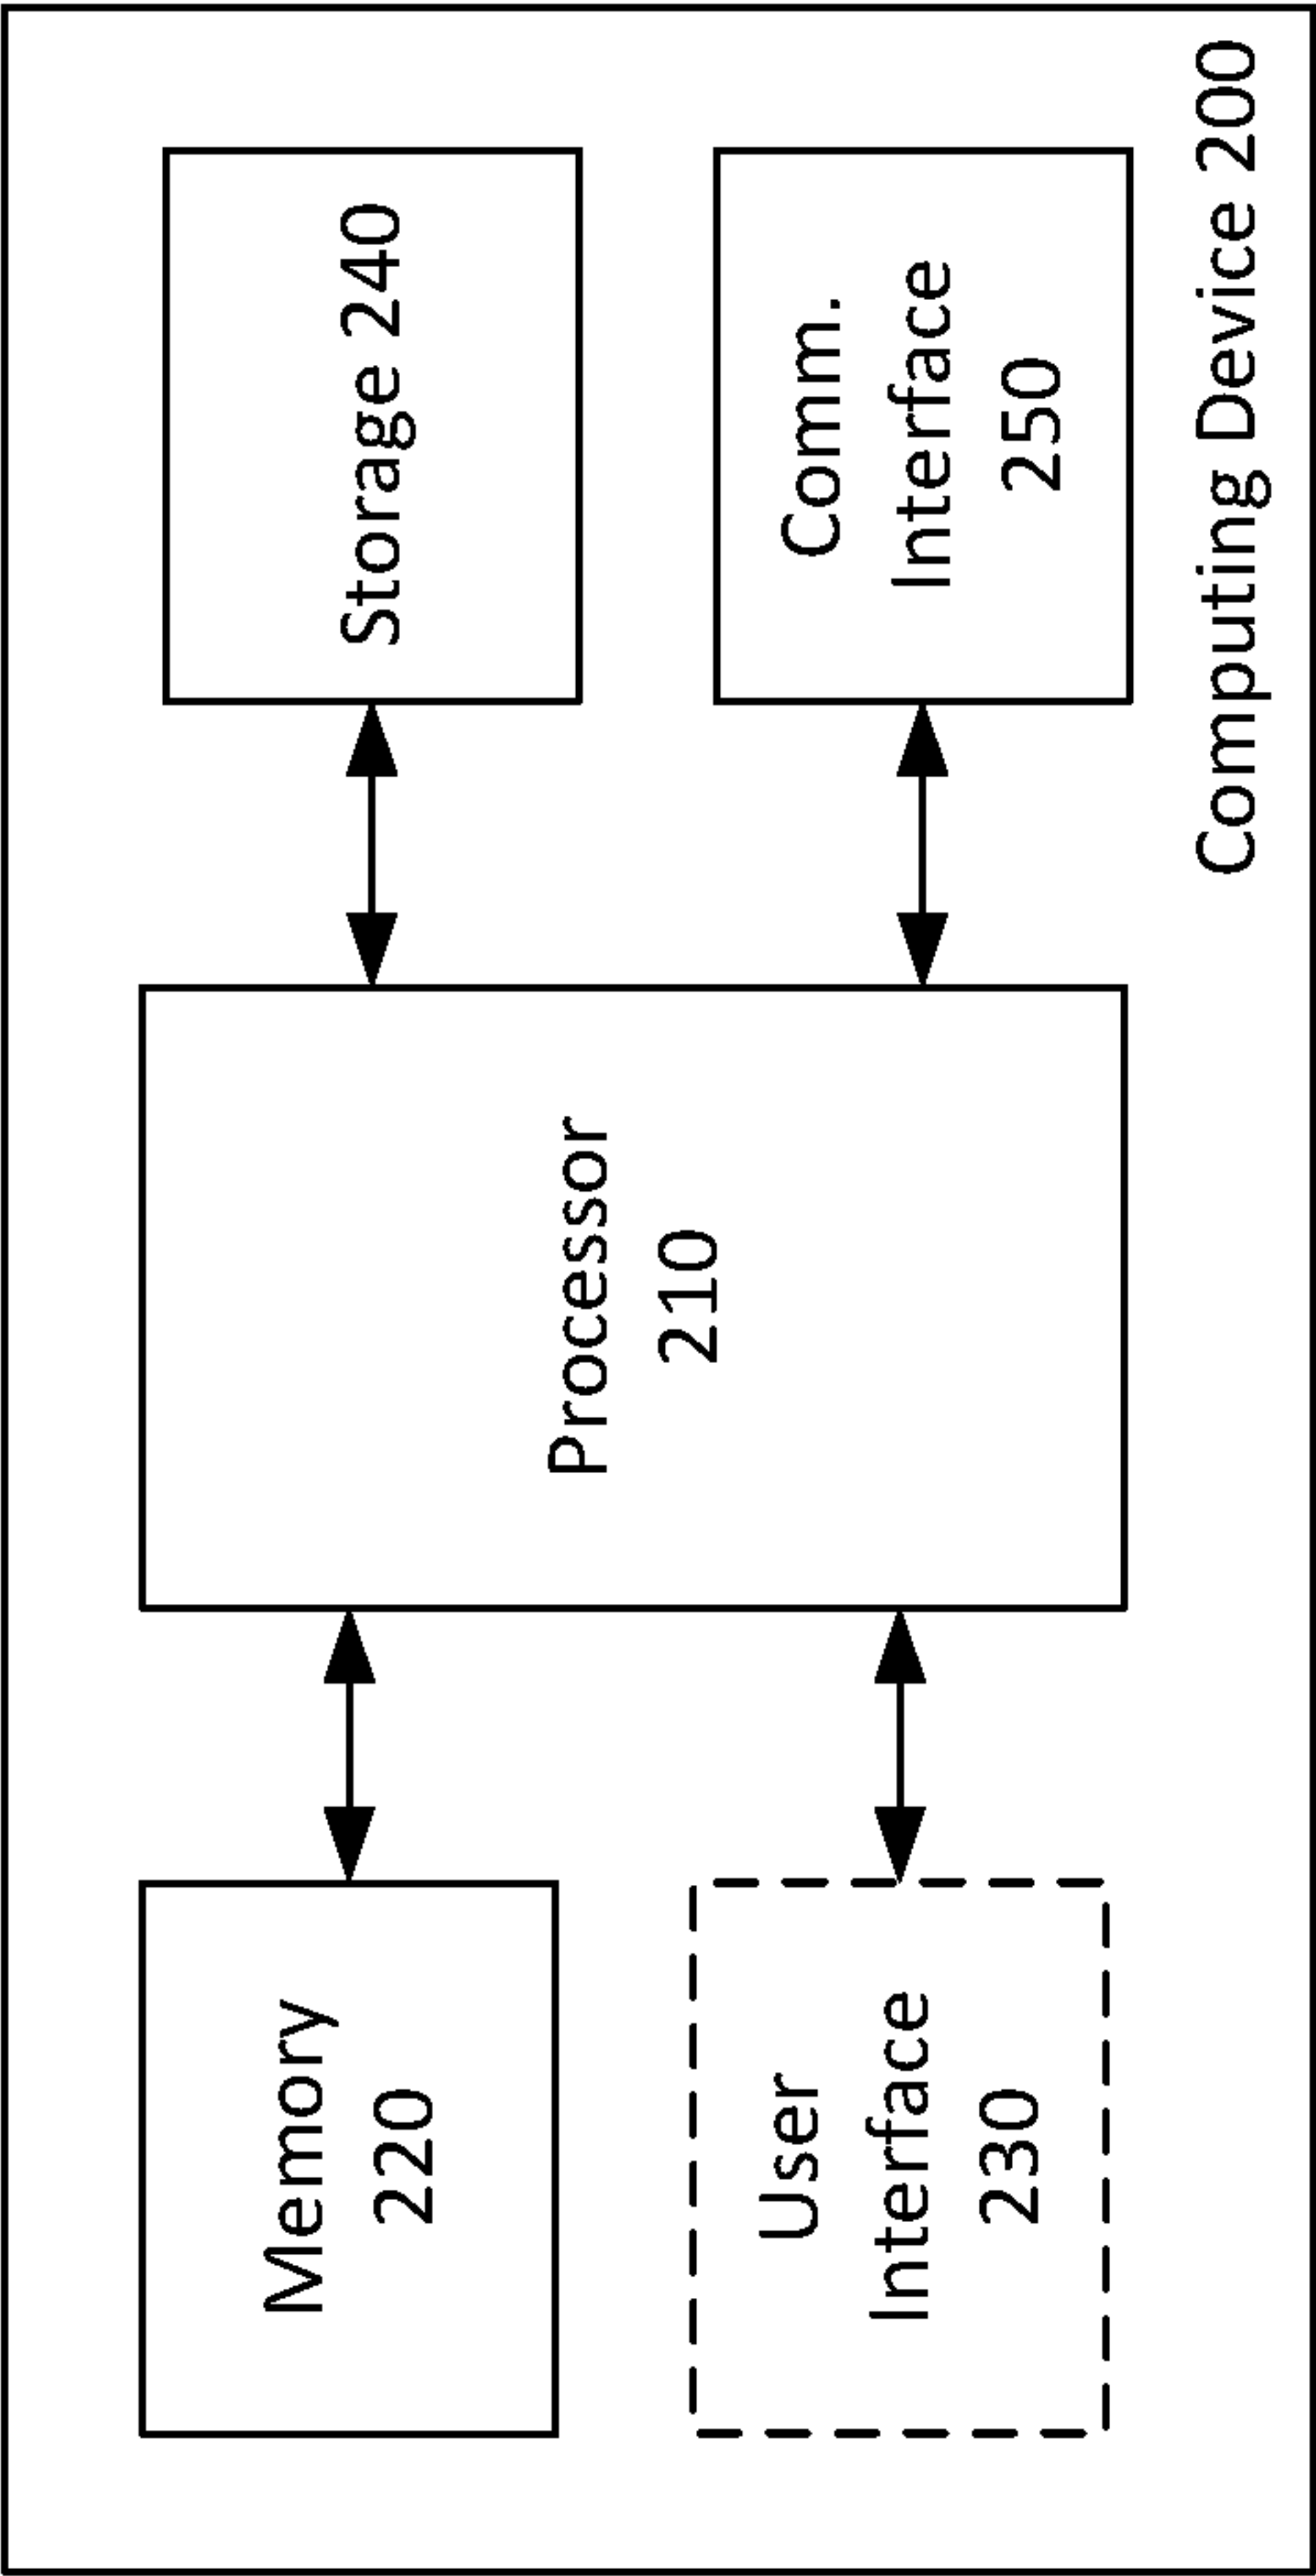 Memory
220
User
Interface
230
Processor
210
Storage 240
Comm.
Interface
250
Computing Device 200